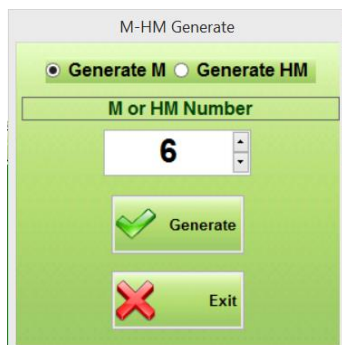 M-HM Generate
Generate M Generate HM
M or HM Number
6
Generate
Exit